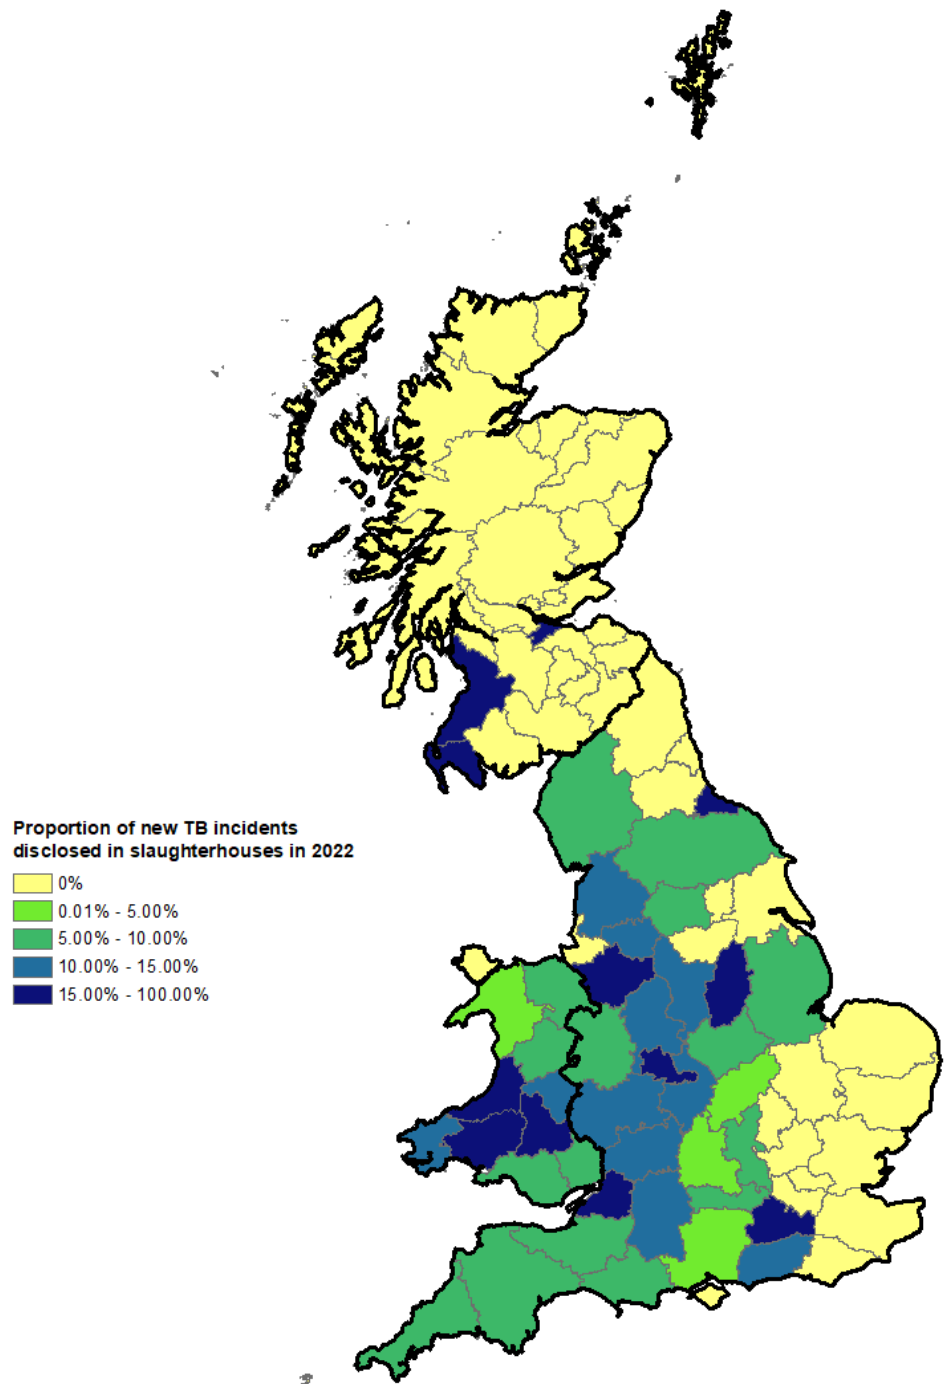 Proportion of new TB incidents
disclosed in slaughterhouses in 2022
0%
0.01% - 5.00%
5.00% - 10.00%
10.00% - 15.00%
15.00% - 100.00%